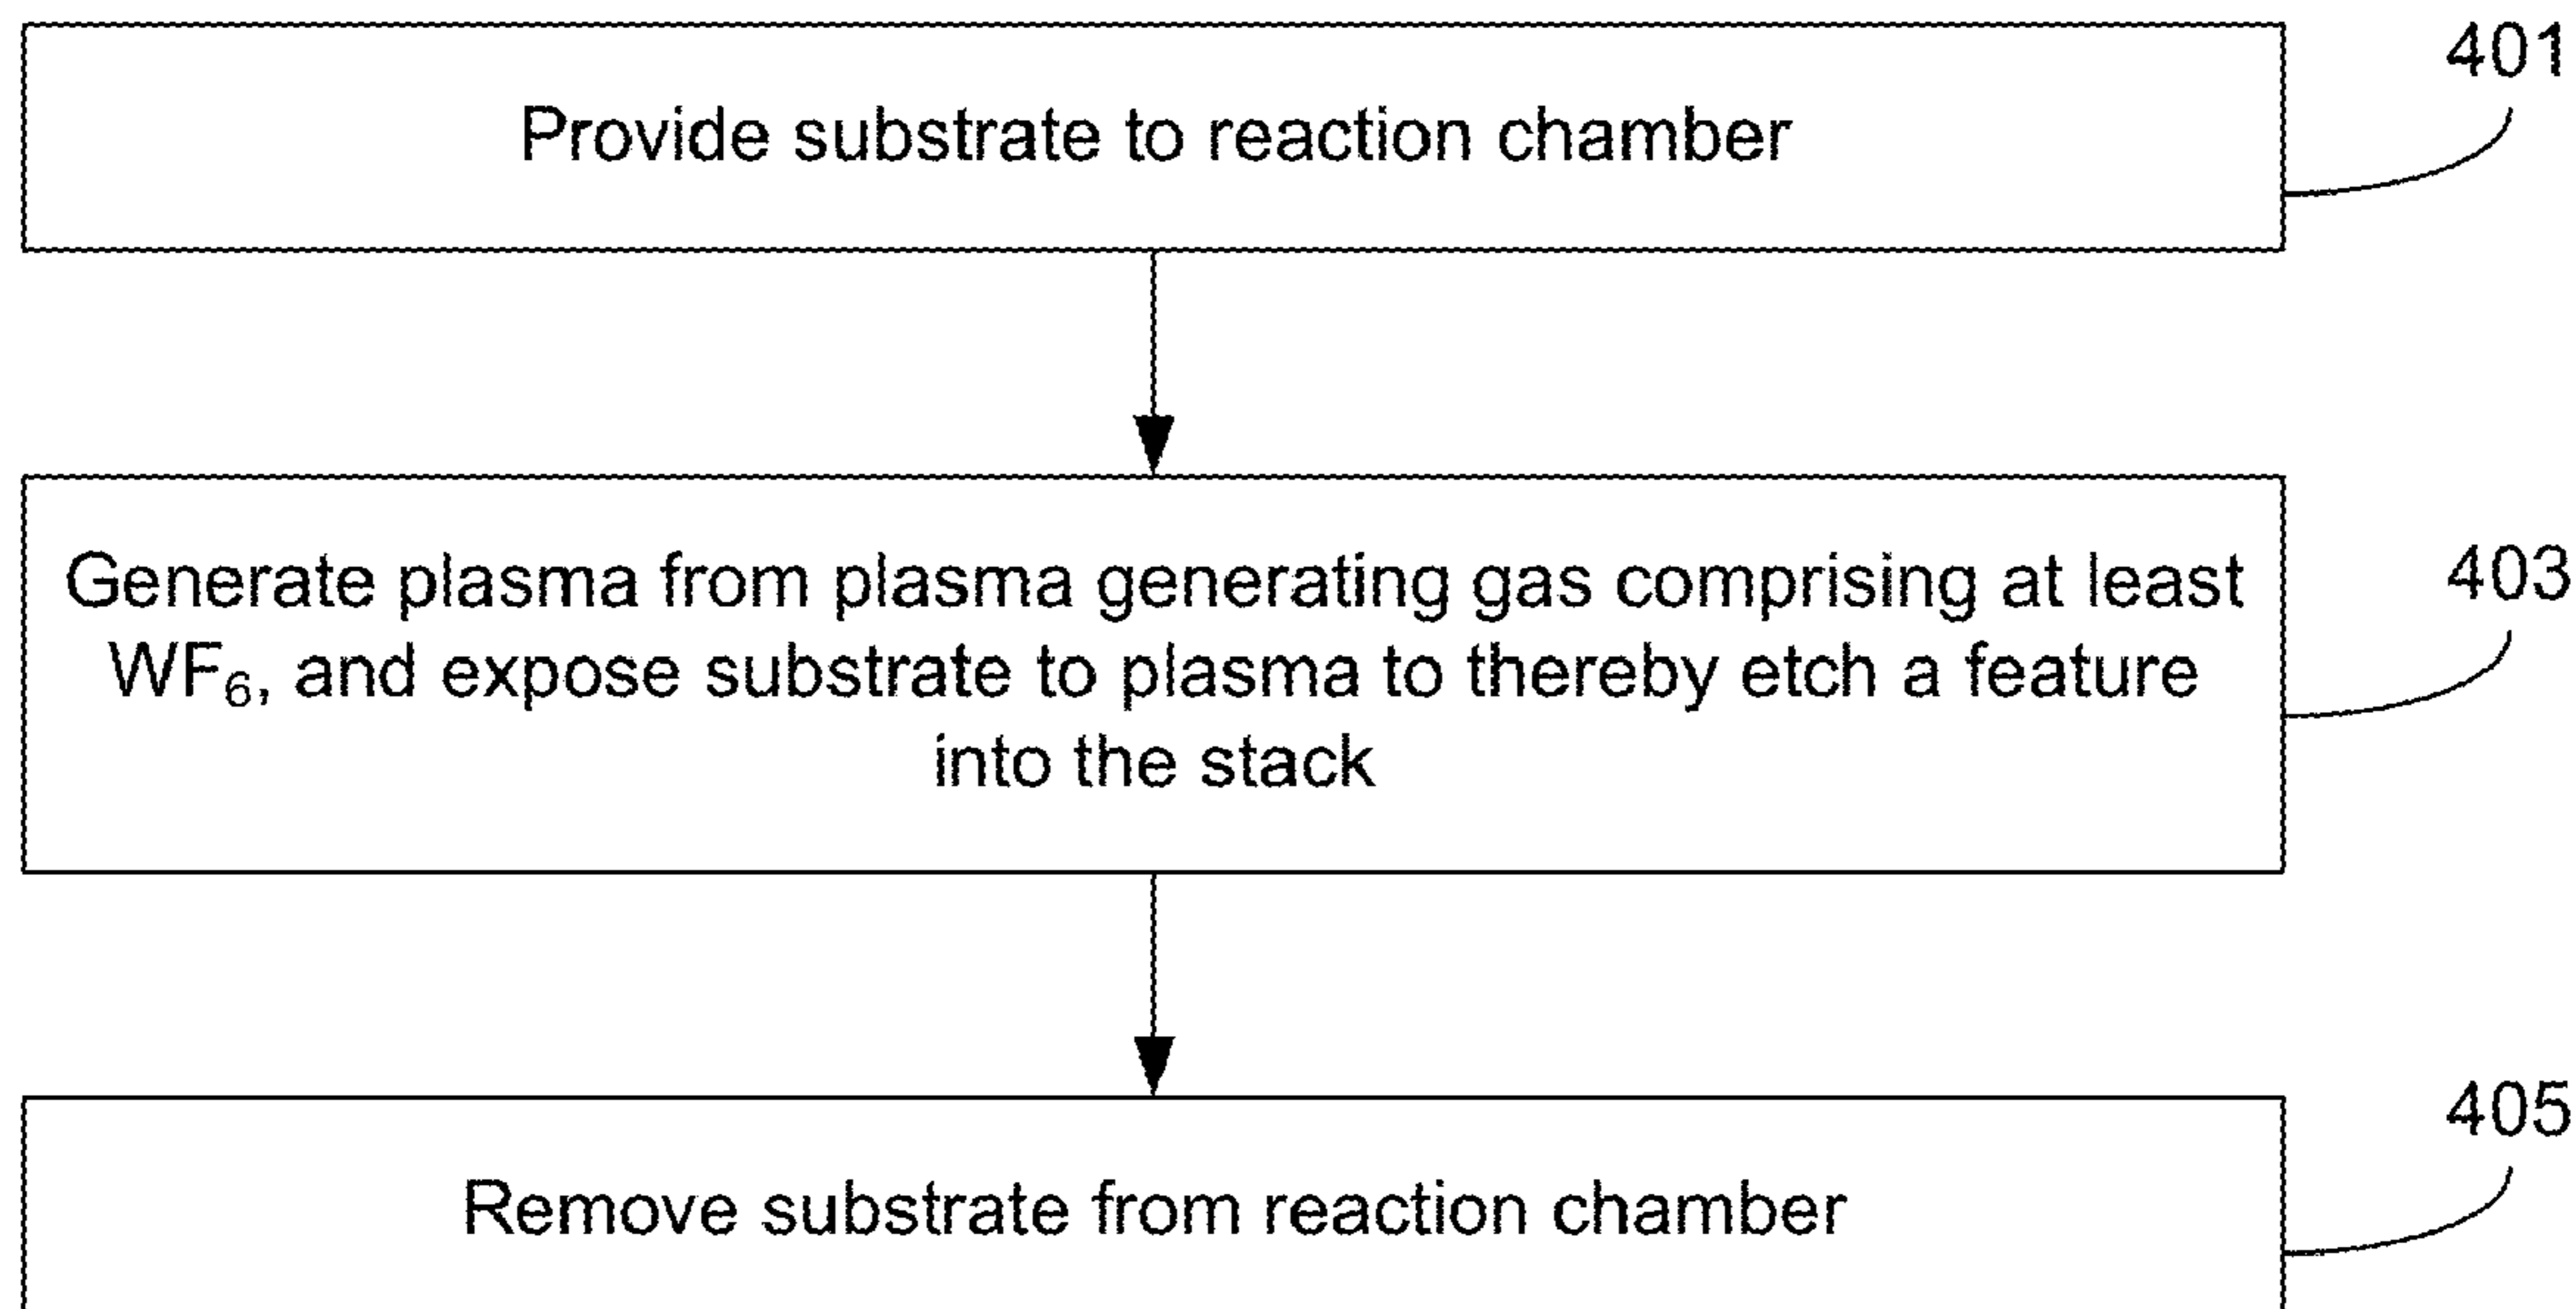 401
Provide substrate to reaction chamber
Generate plasma from plasma generating gas comprising at least
403
WF₆, and expose substrate to plasma to thereby etch a feature
into the stack
405
Remove substrate from reaction chamber